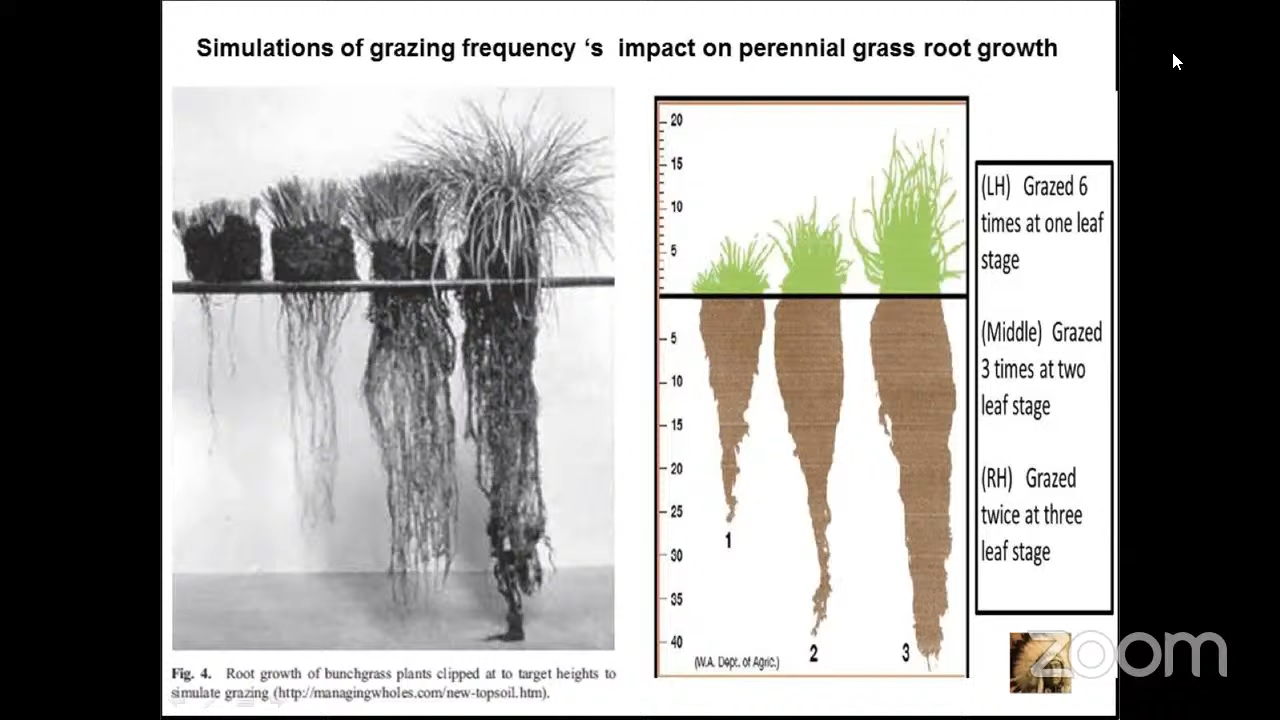 Simulations of grazing frequency ‘s  impact on perennial grass root growth
Fig. 4.   Root growth of bunchgrass plants clipped at to target heights to
simulate grazing (http://managingwholes.com/new-topsoil.htm).
20
15
10
5
5
10
15
20
25
30
35
40
1
2
3
(W.A. Dept. of Agric.)
(LH)   Grazed 6
times at one leaf
stage
(Middle)  Grazed
3 times at two
leaf stage
(RH)   Grazed
twice at three
leaf stage
zoom